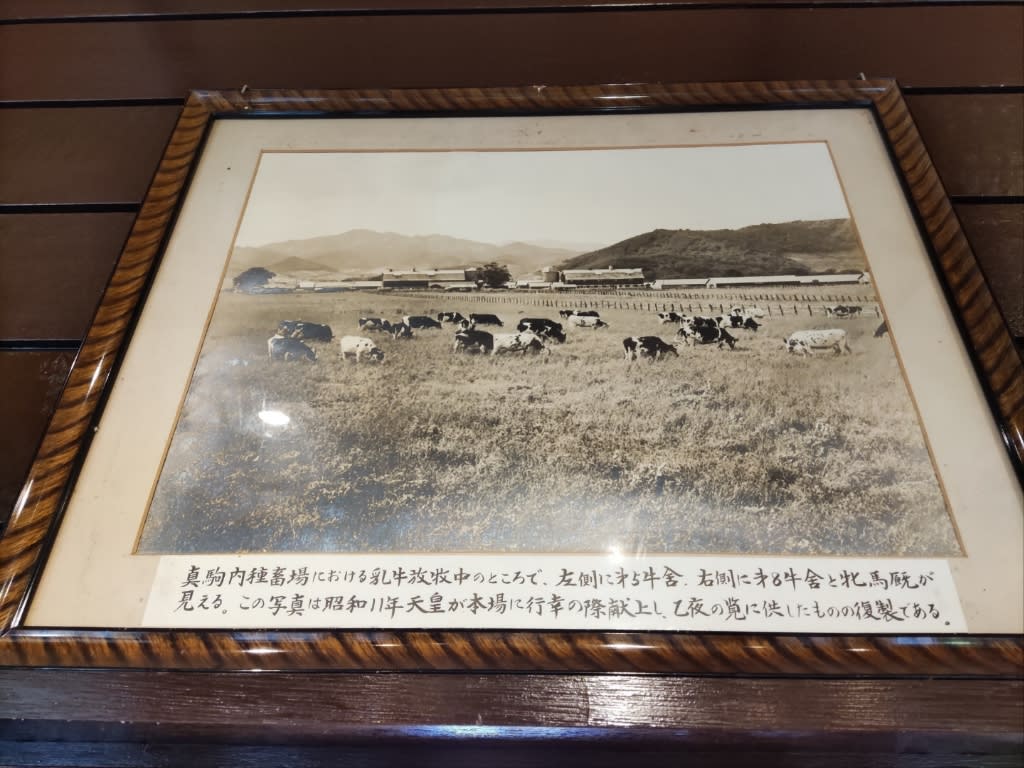 真駒内種畜場における乳牛放牧中のところで、左側に㐧5牛舎、右側に㐧8牛舎と牝馬厩が
見える。この写真は昭和11年天皇が本場に行幸の際献上し、乙夜の覧に供したものの復製である。